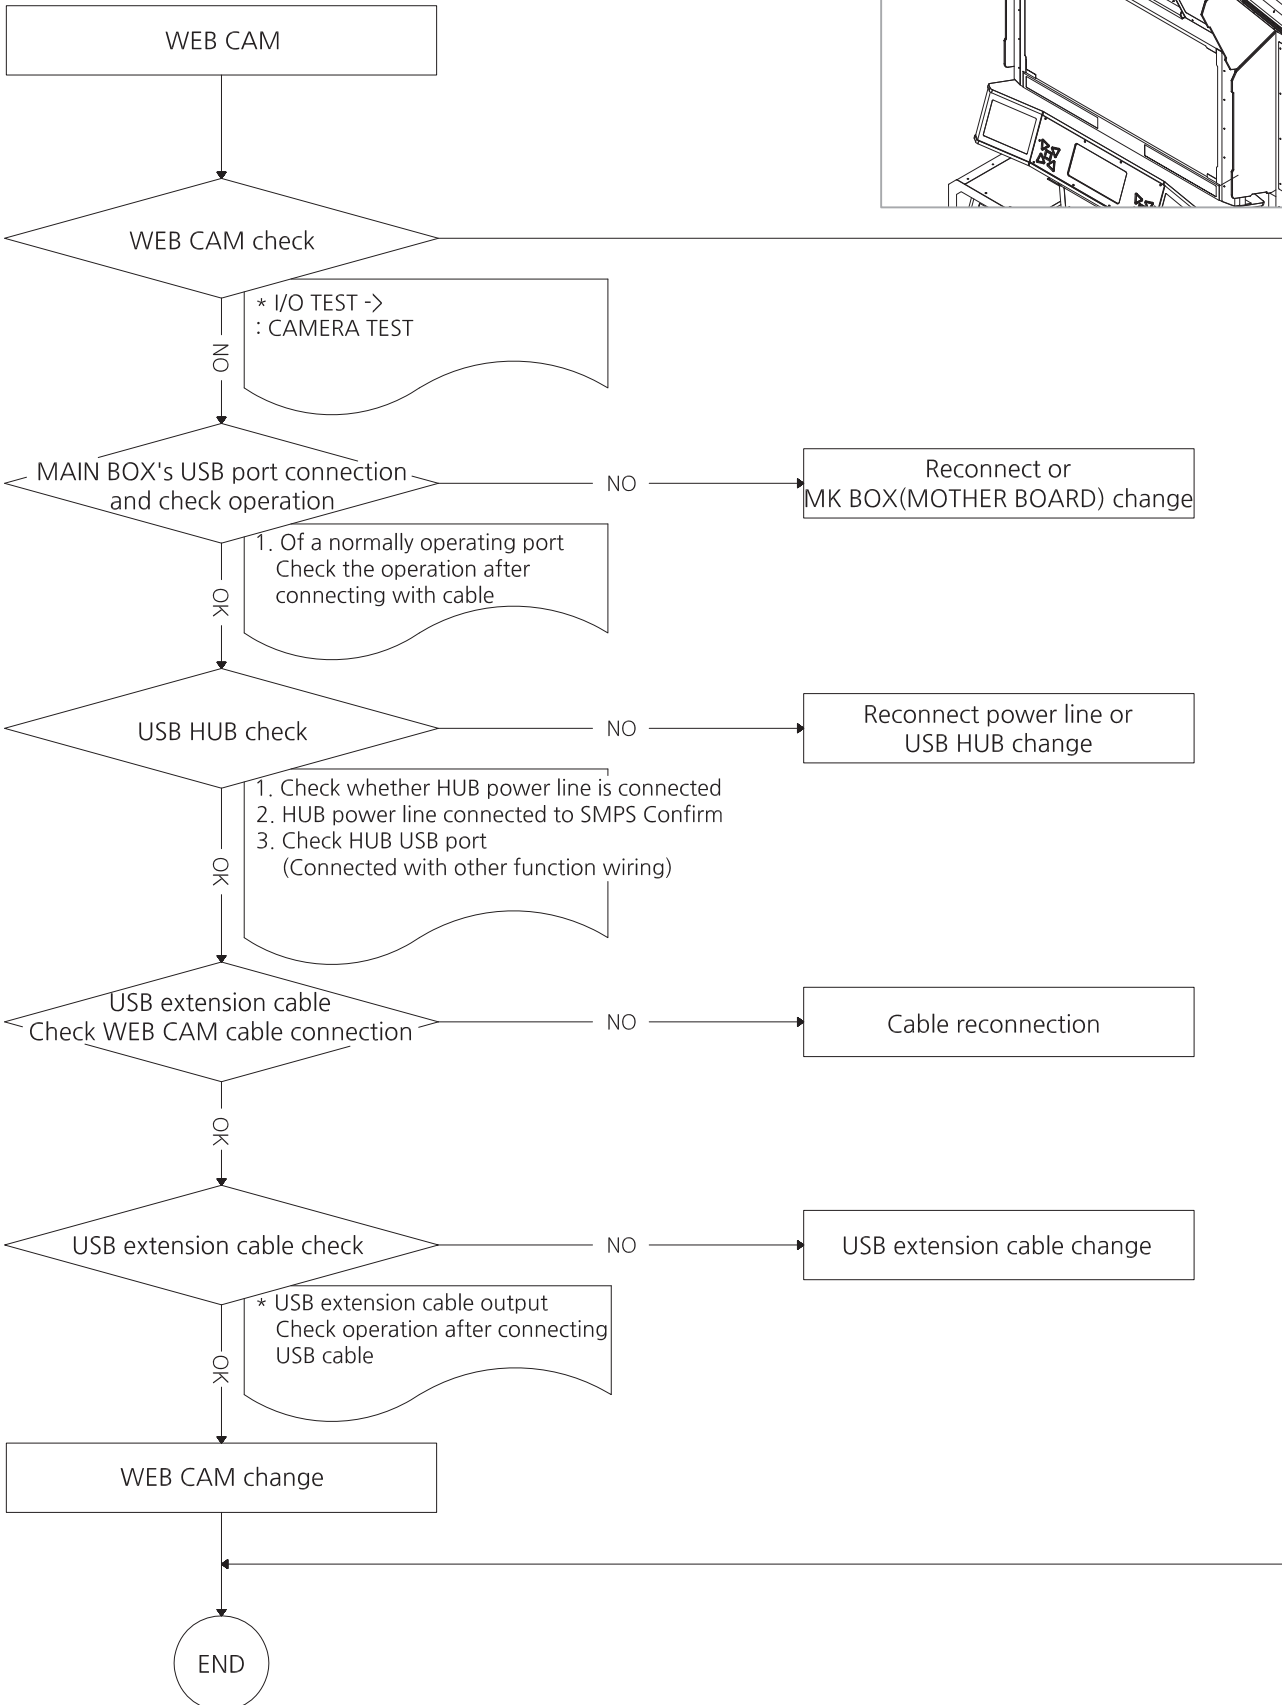 WEB CAM
WEB CAM check
* I/O TEST ->
: CAMERA TEST
NO
MAIN BOX's USB port connection
and check operation
NO
Reconnect or
MK BOX(MOTHER BOARD) change
1. Of a normally operating port
Check the operation after
connecting with cable
OK
USB HUB check
NO
Reconnect power line or
USB HUB change
1. Check whether HUB power line is connected
2. HUB power line connected to SMPS Confirm
3. Check HUB USB port
(Connected with other function wiring)
OK
USB extension cable
Check WEB CAM cable connection
NO
Cable reconnection
OK
USB extension cable check
NO
USB extension cable change
* USB extension cable output
Check operation after connecting
USB cable
OK
WEB CAM change
END